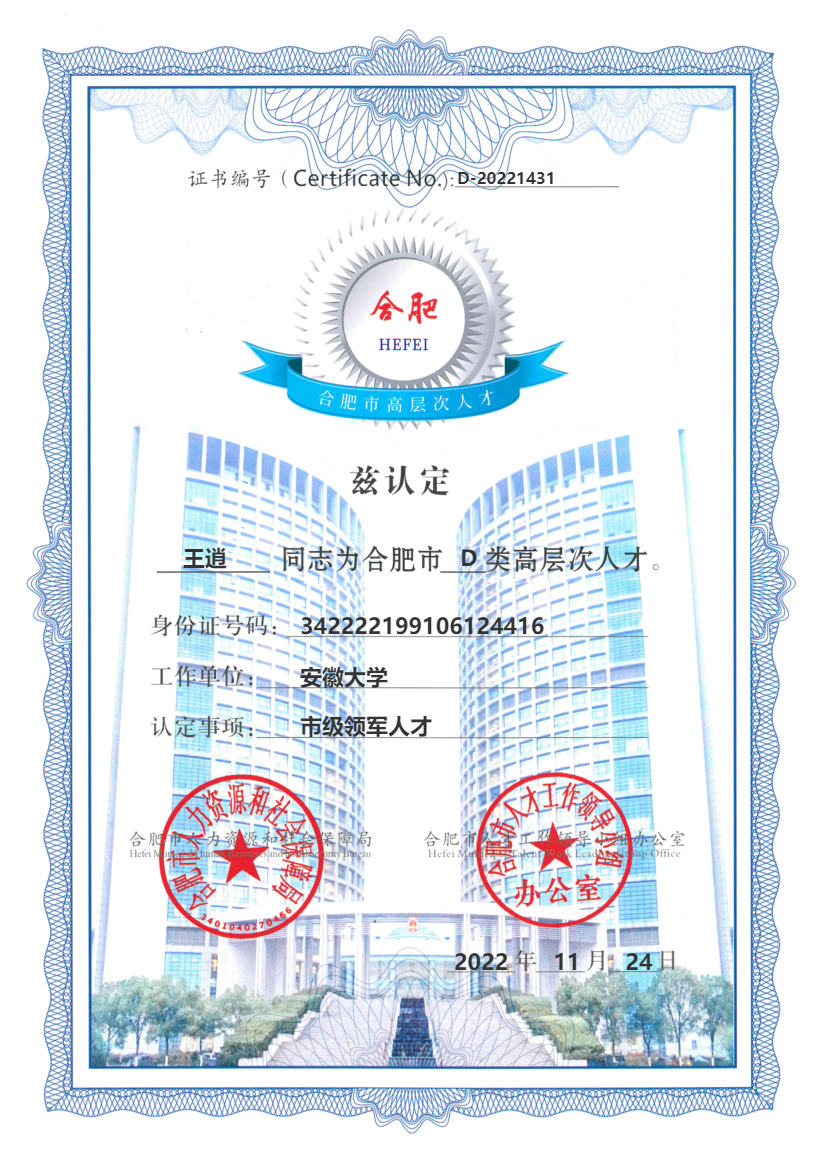 证书编号（Certificate No.):D-20221431
合肥
HEFEI
合肥市高层次人才
兹认定
王逍 同志为合肥市 D 类高层次人才。
身份证号码: 342222199106124416
工作单位: 安徽大学
认定事项: 市级领军人才
合肥市人力资源和社会保障局
合肥市人力资源和社会保障局
Hefei Municipal Human Resources and Social Security Bureau
3401040270466
合肥市人才工作领导小组
合肥市人才工作领导小组办公室
Hefei Municipal Talent Work Leading Group Office
办公室
2022 年 11 月 24 日